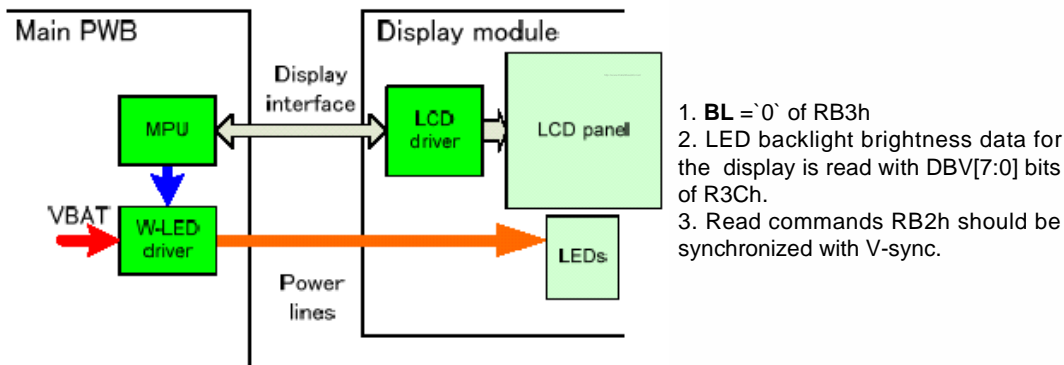 Main PWB
Display module
Display
interface
MPU
LCD
driver
LCD panel
VBAT
W-LED
driver
LEDs
Power
lines
1. BL =`0` of RB3h
2. LED backlight brightness data for
the display is read with DBV[7:0] bits
of R3Ch.
3. Read commands RB2h should be
synchronized with V-sync.